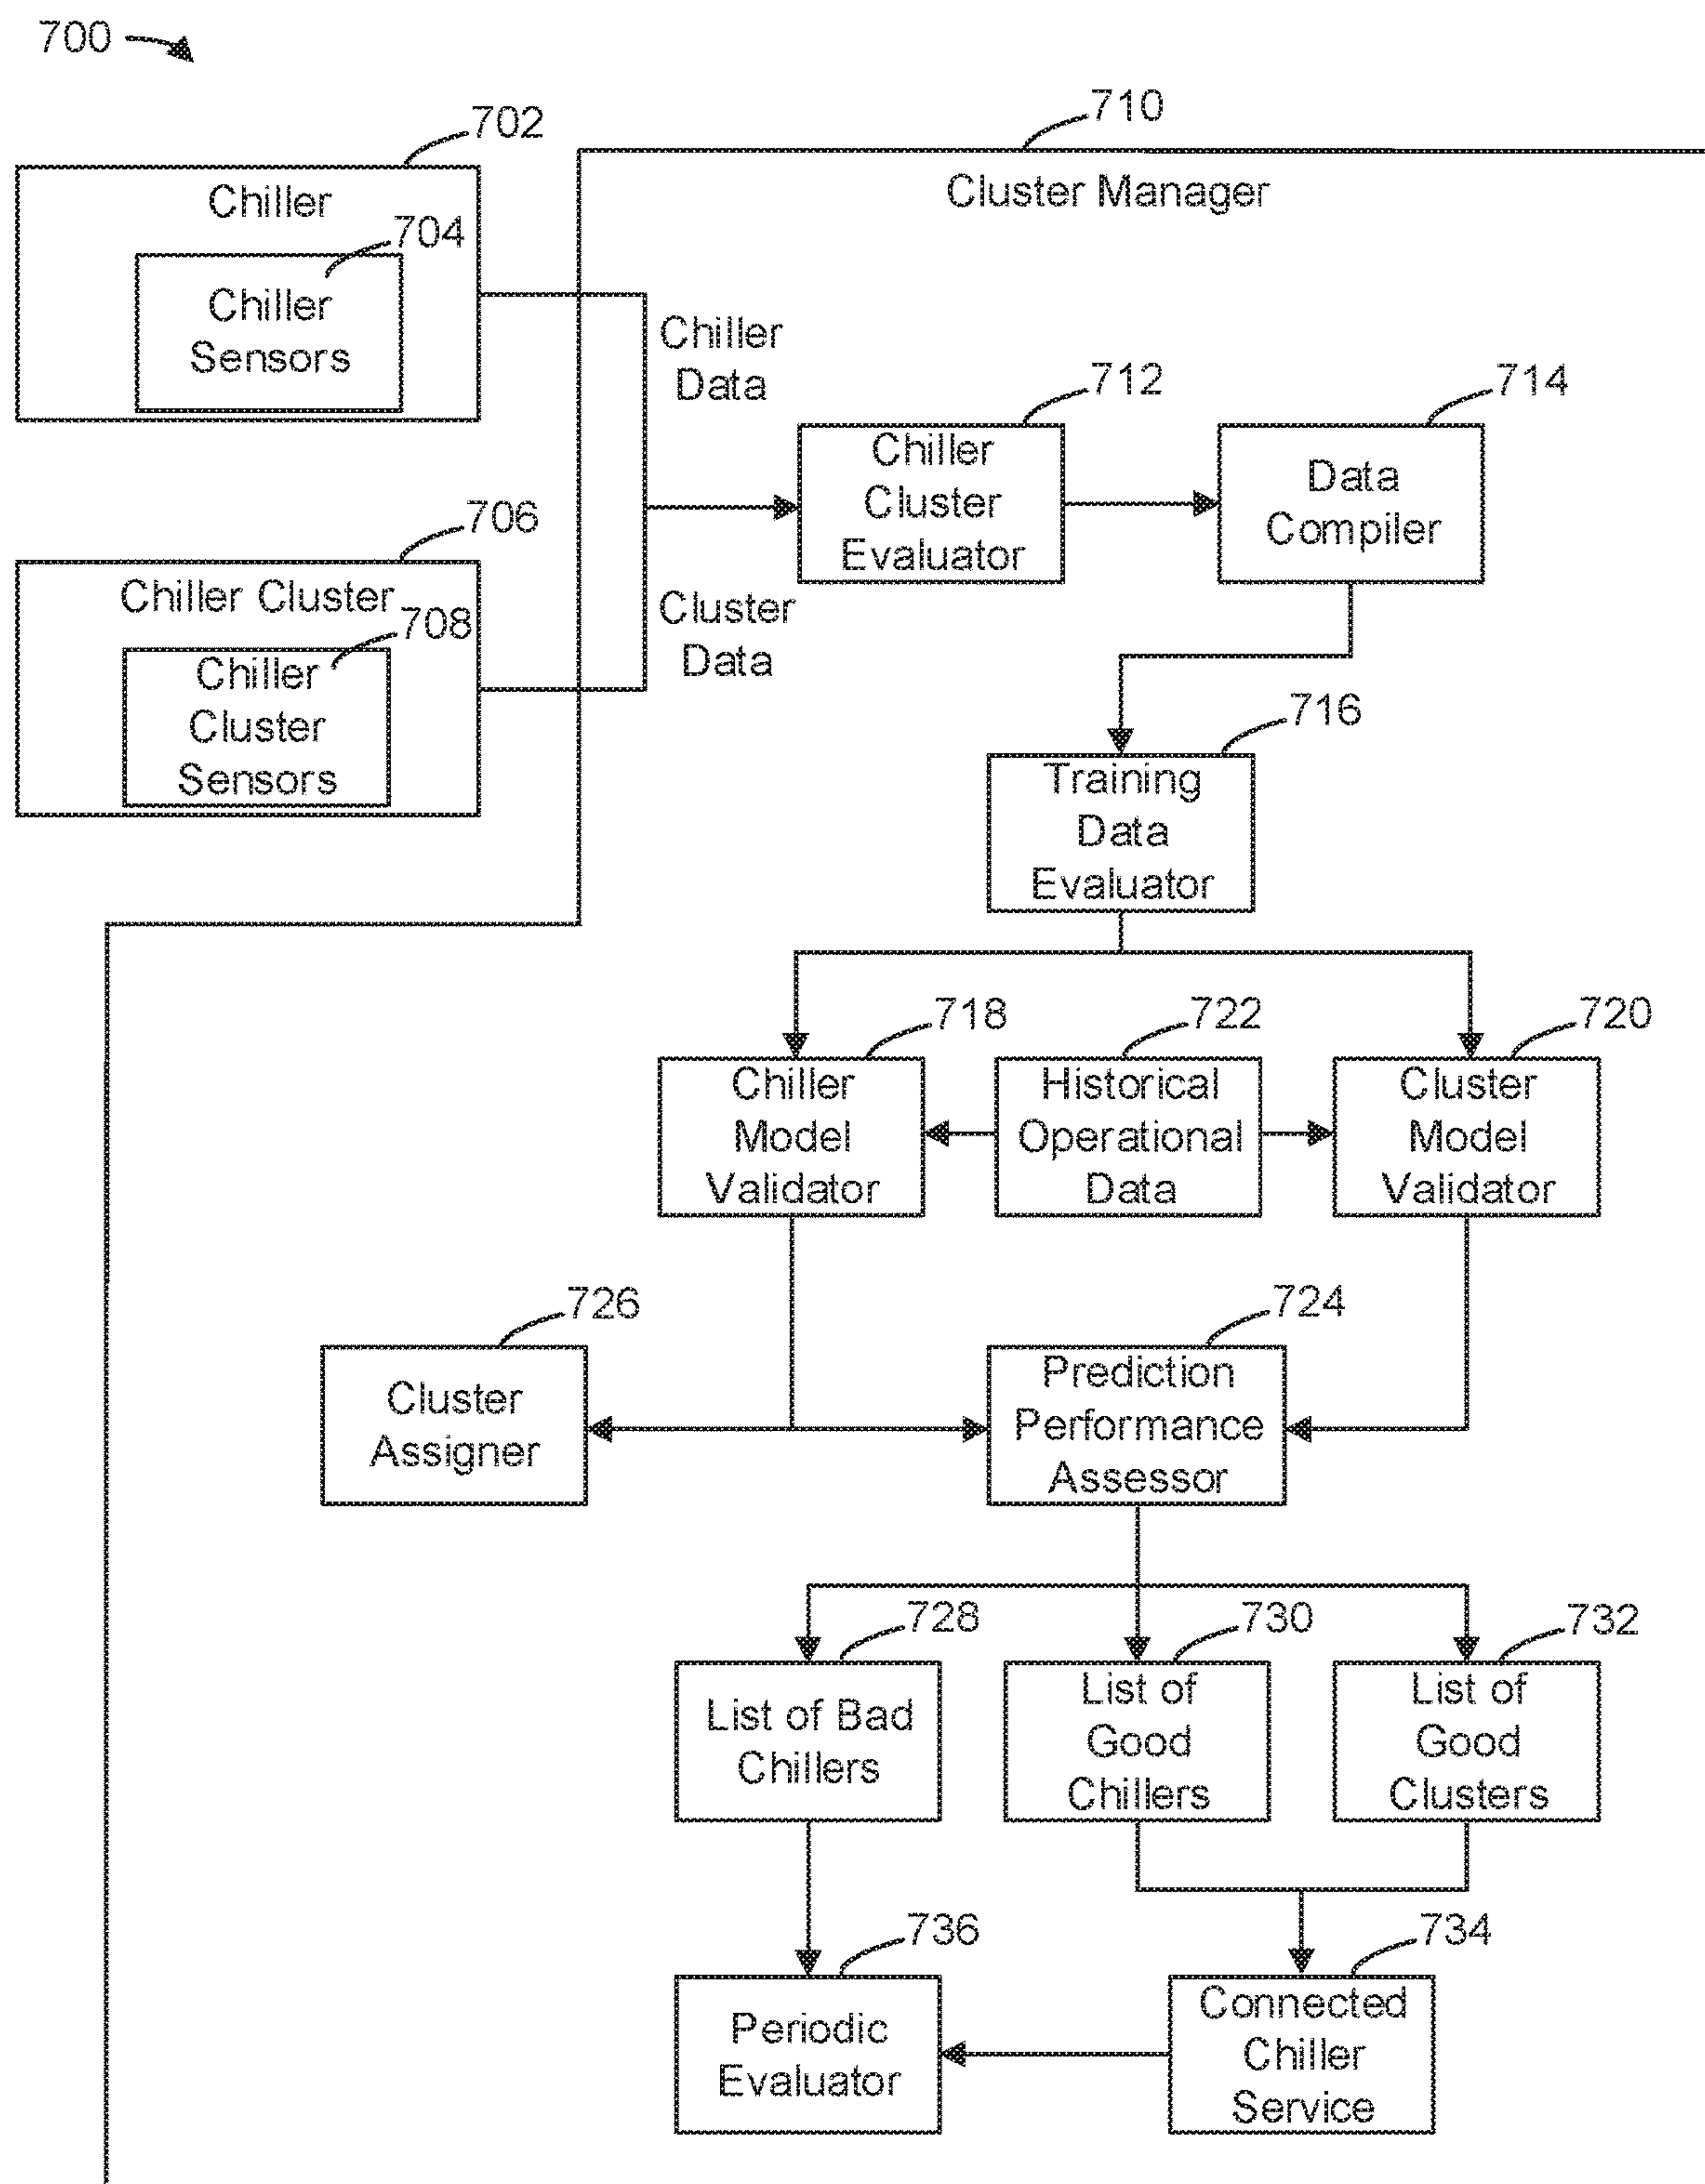 700
702
710
Chiller
Cluster Manager
704
Chiller
Sensors
Chiller
Data
712
714
Chiller
Cluster
Evaluator
Data
Compiler
706
Chiller Cluster
708
Chiller
Cluster
Sensors
Cluster
Data
716
Training
Data
Evaluator
718
722
720
Chiller
Model
Validator
Historical
Operational
Data
Cluster
Model
Validator
726
724
Cluster
Assigner
Prediction
Performance
Assessor
728
730
732
List of Bad
Chillers
List of
Good
Chillers
List of
Good
Clusters
736
734
Periodic
Evaluator
Connected
Chiller
Service